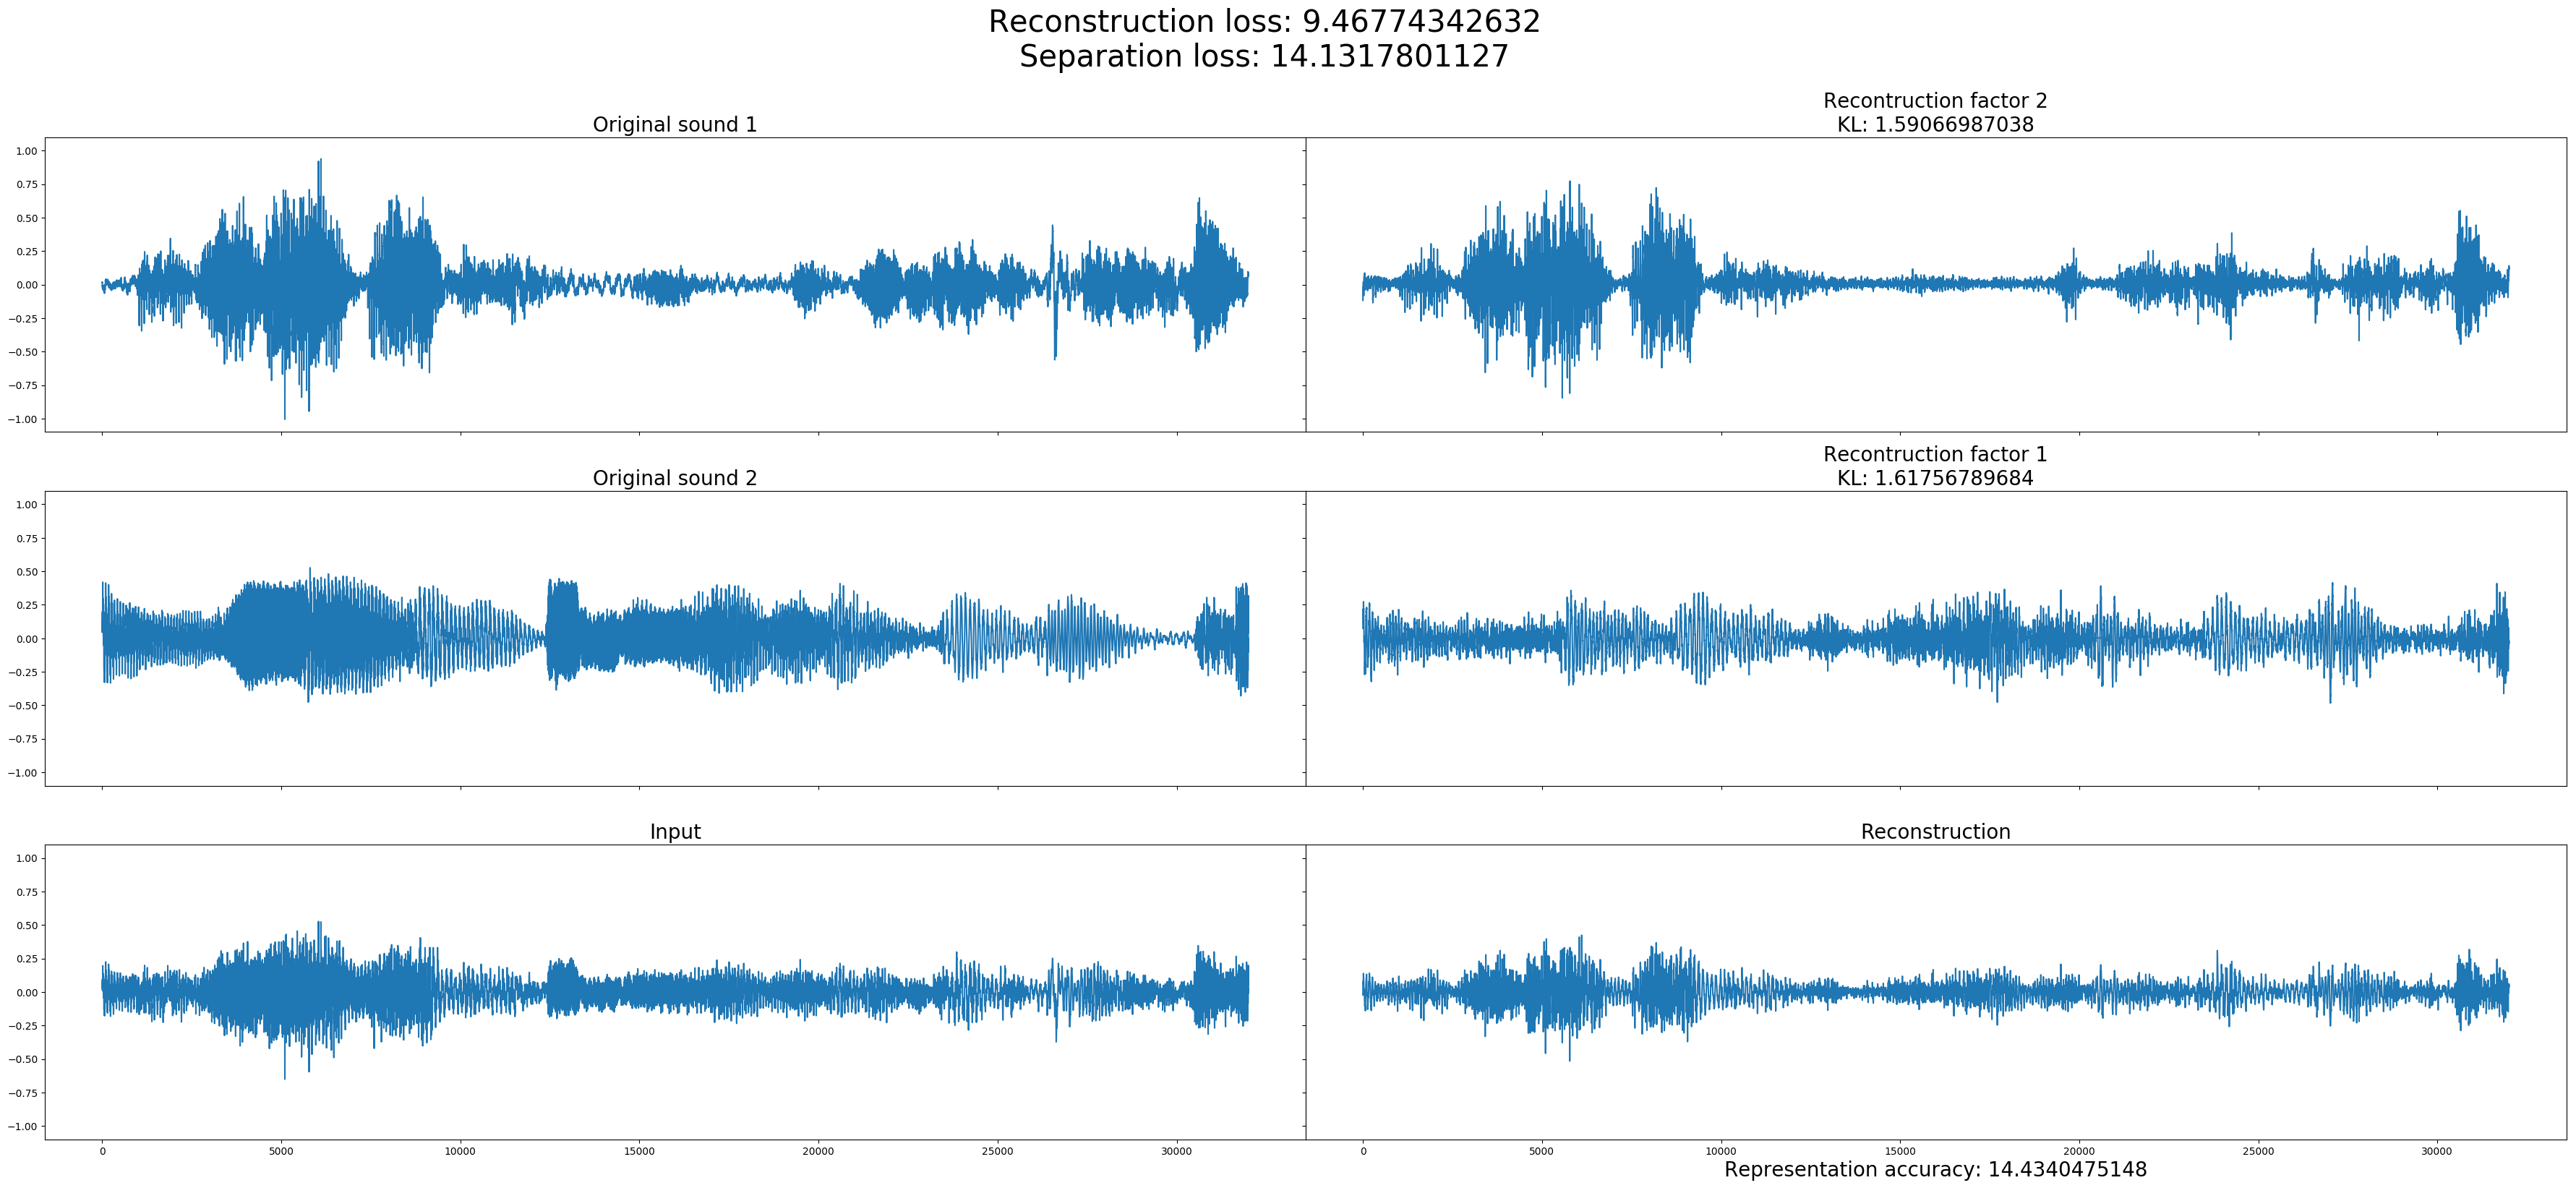 Reconstruction loss: 9.46774342632
Separation loss: 14.1317801127
Original sound 1
Recontruction factor 2
KL: 1.59066987038
1.00
0.75
0.50
0.25
0.00
−0.25
−0.50
−0.75
−1.00
Original sound 2
Recontruction factor 1
KL: 1.61756789684
1.00
0.75
0.50
0.25
0.00
−0.25
−0.50
−0.75
−1.00
Input
Reconstruction
1.00
0.75
0.50
0.25
0.00
−0.25
−0.50
−0.75
−1.00
0 5000 10000 15000 20000 25000 30000
0 5000 10000 15000 20000 25000 30000
Representation accuracy: 14.4340475148